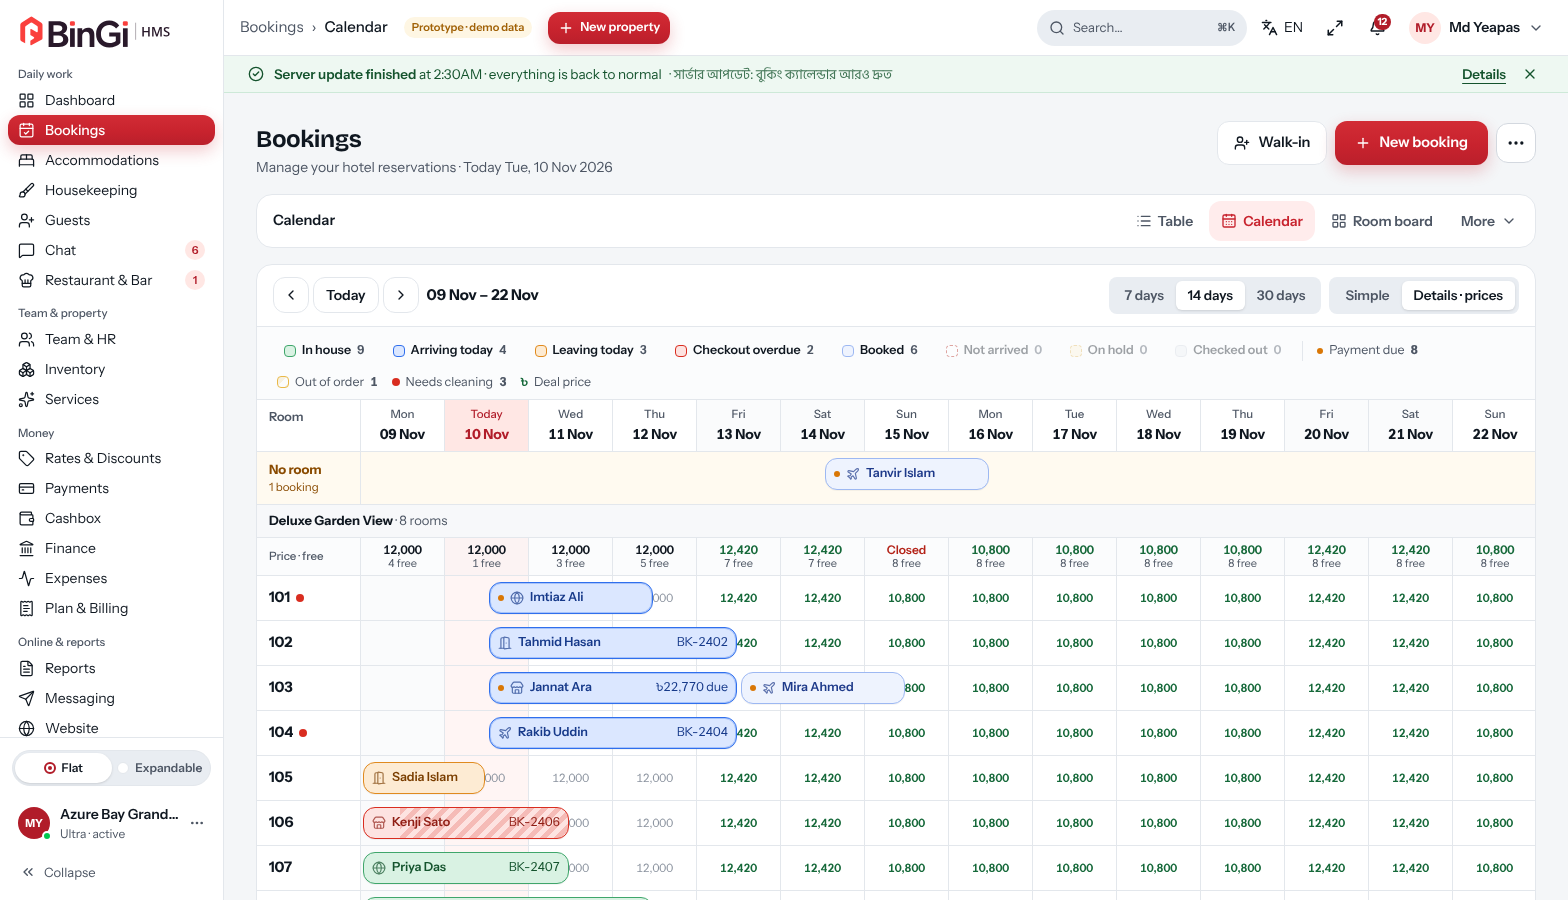 BinGi HMS
Daily work
Dashboard
Bookings
Accommodations
Housekeeping
Guests
Chat 6
Restaurant & Bar 1
Team & property
Team & HR
Inventory
Services
Money
Rates & Discounts
Payments
Cashbox
Finance
Expenses
Plan & Billing
Online & reports
Reports
Messaging
Website
Flat Expandable
MY Azure Bay Grand...
Ultra · active
Collapse
Bookings › Calendar Prototype · demo data + New property Search... ⌘K EN 12 MY Md Yeapas
Server update finished at 2:30AM · everything is back to normal · সার্ভার আপডেট: বুকিং ক্যালেন্ডার আরও দ্রুত Details
Bookings
Manage your hotel reservations · Today Tue, 10 Nov 2026
Walk-in + New booking
Calendar Table Calendar Room board More
Today 09 Nov – 22 Nov 7 days 14 days 30 days Simple Details · prices
In house 9 Arriving today 4 Leaving today 3 Checkout overdue 2 Booked 6 Not arrived 0 On hold 0 Checked out 0 Payment due 8
Out of order 1 Needs cleaning 3 ৳ Deal price
Room Mon Today Wed Thu Fri Sat Sun Mon Tue Wed Thu Fri Sat Sun
09 Nov 10 Nov 11 Nov 12 Nov 13 Nov 14 Nov 15 Nov 16 Nov 17 Nov 18 Nov 19 Nov 20 Nov 21 Nov 22 Nov
No room Tanvir Islam
1 booking
Deluxe Garden View · 8 rooms
Price · free 12,000 12,000 12,000 12,000 12,420 12,420 Closed 10,800 10,800 10,800 10,800 12,420 12,420 10,800
4 free 1 free 3 free 5 free 7 free 7 free 8 free 8 free 8 free 8 free 8 free 8 free 8 free 8 free
101 Imtiaz Ali 000 12,420 12,420 10,800 10,800 10,800 10,800 10,800 12,420 12,420 10,800
102 Tahmid Hasan BK-2402 420 12,420 10,800 10,800 10,800 10,800 10,800 12,420 12,420 10,800
103 Jannat Ara ৳22,770 due Mira Ahmed 800 10,800 10,800 10,800 10,800 12,420 12,420 10,800
104 Rakib Uddin BK-2404 420 12,420 10,800 10,800 10,800 10,800 10,800 12,420 12,420 10,800
105 Sadia Islam 000 12,000 12,000 12,420 12,420 10,800 10,800 10,800 10,800 10,800 12,420 12,420 10,800
106 Kenji Sato BK-2406 000 12,000 12,420 12,420 10,800 10,800 10,800 10,800 10,800 12,420 12,420 10,800
107 Priya Das BK-2407 000 12,000 12,420 12,420 10,800 10,800 10,800 10,800 10,800 12,420 12,420 10,800